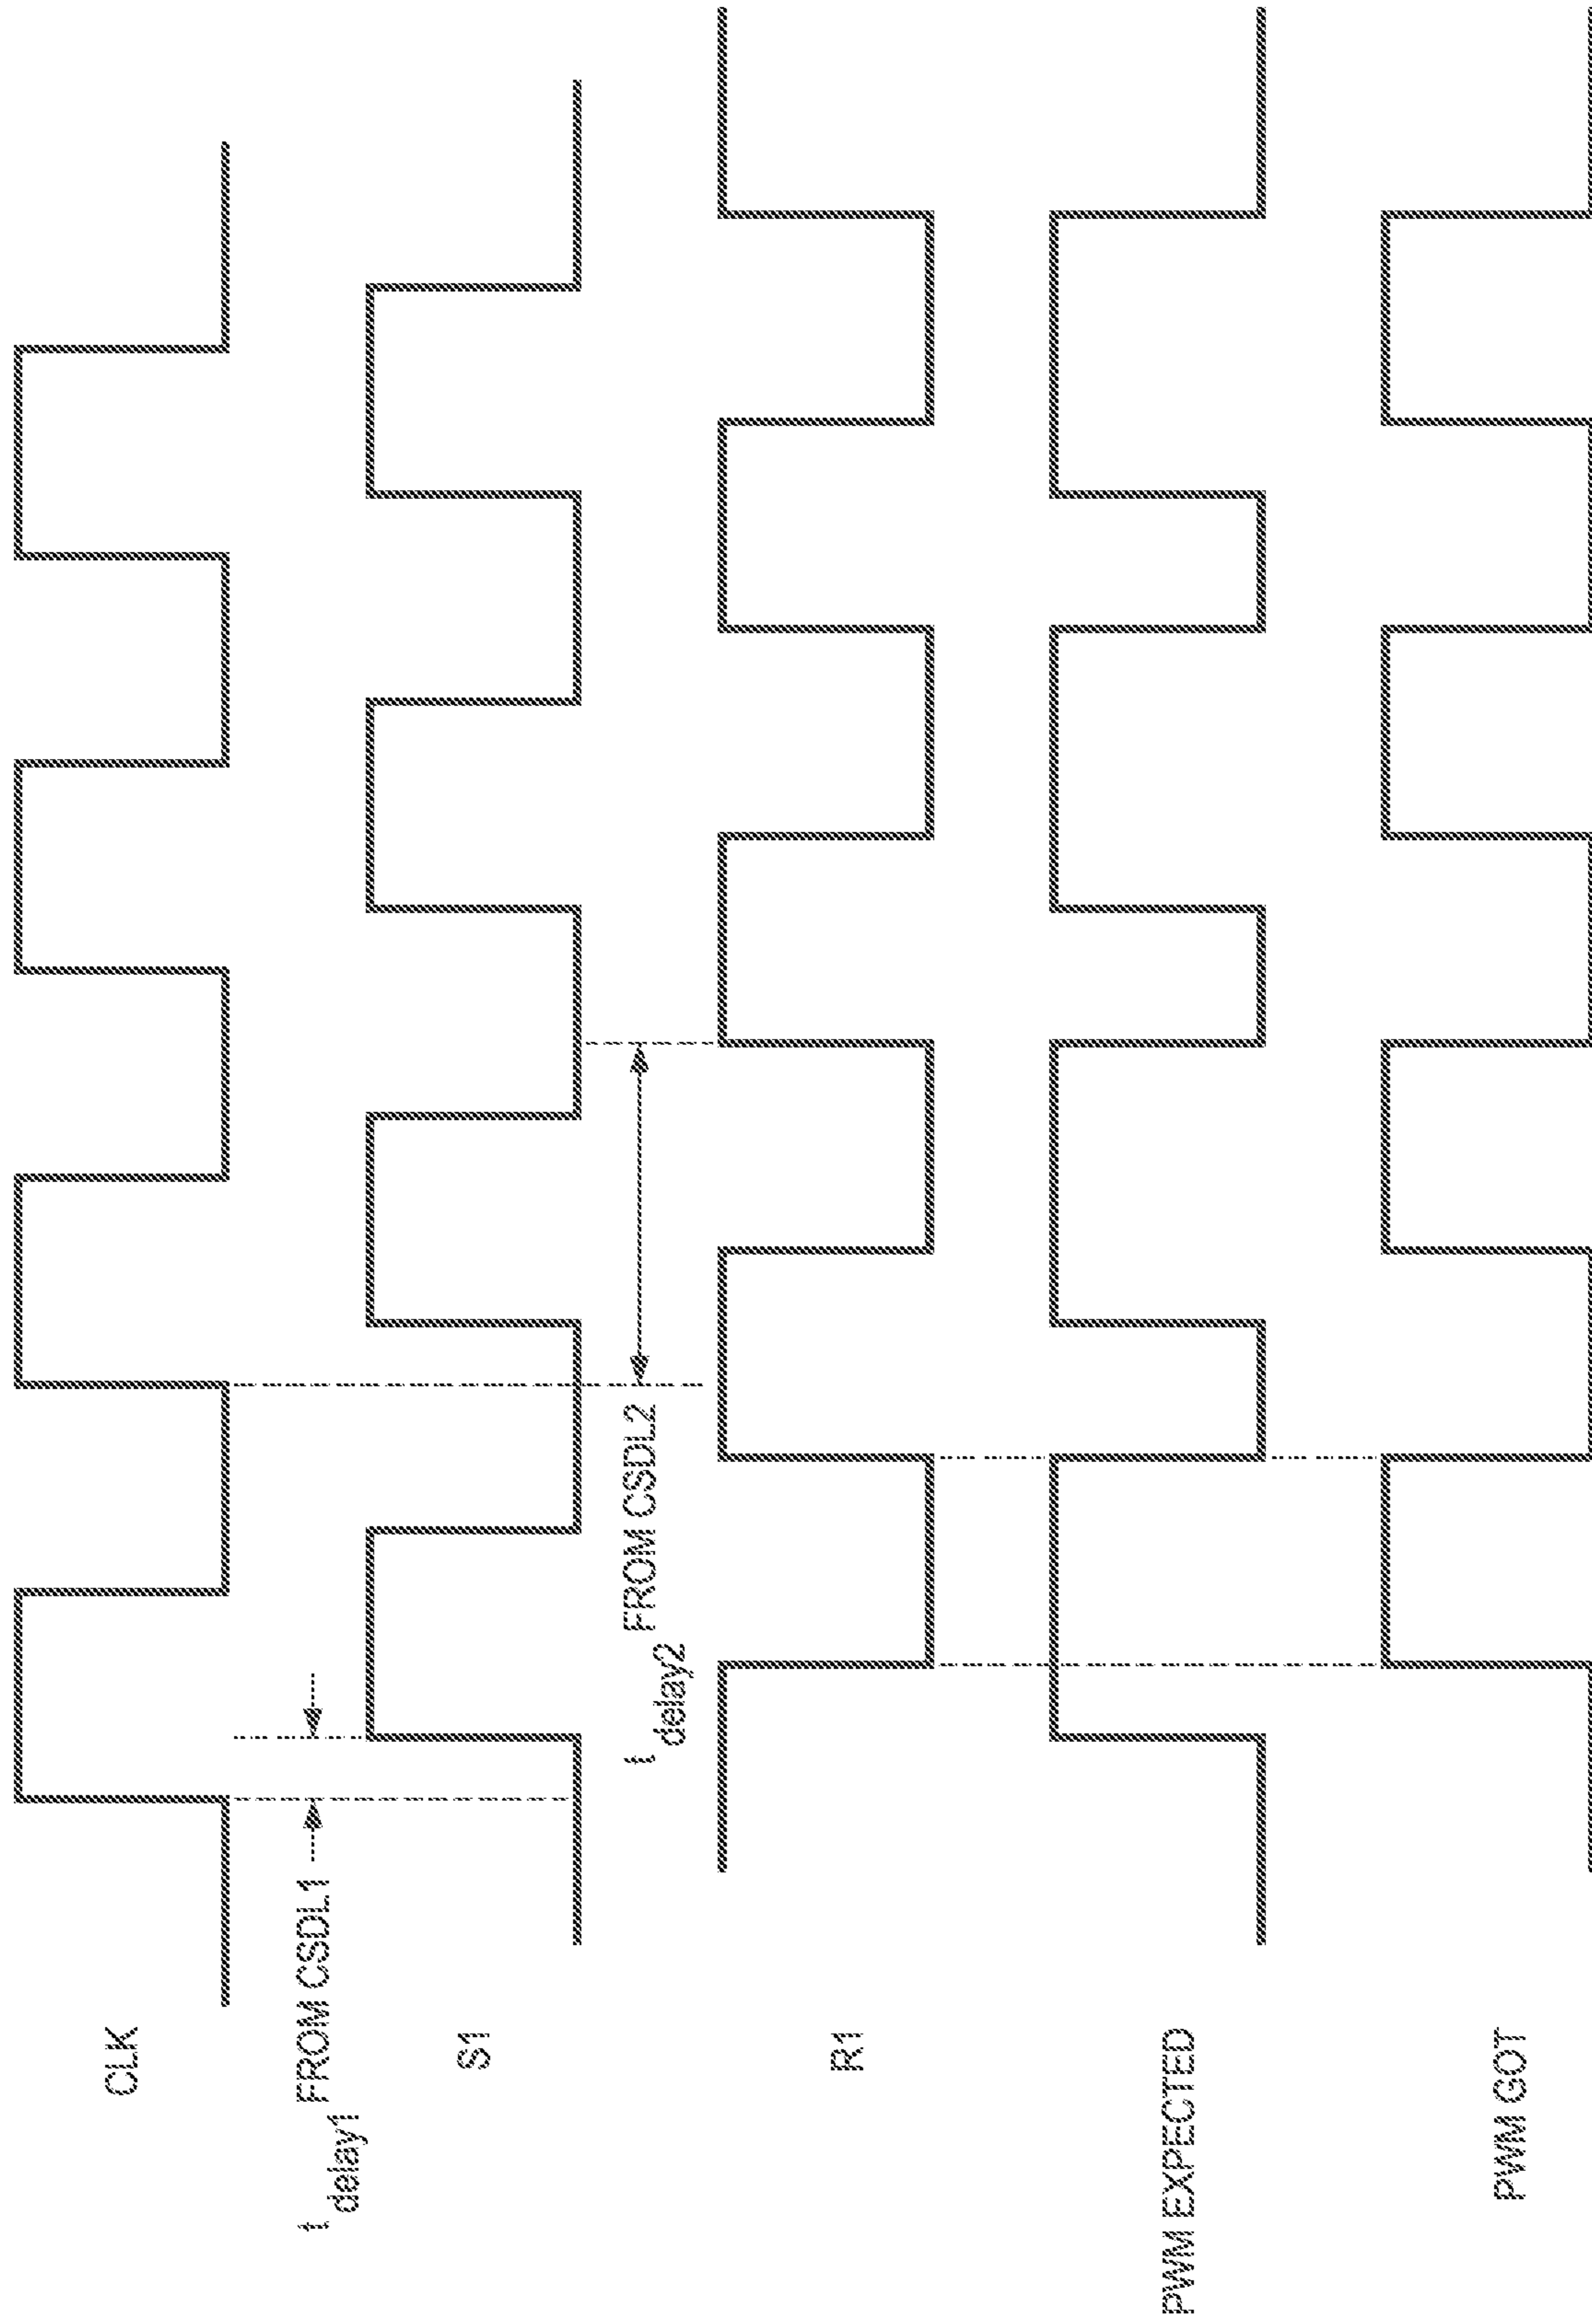 CLK
t delay1 FROM CSDL1
S1
t delay2 FROM CSDL2
R1
PWM EXPECTED
PWM GOT